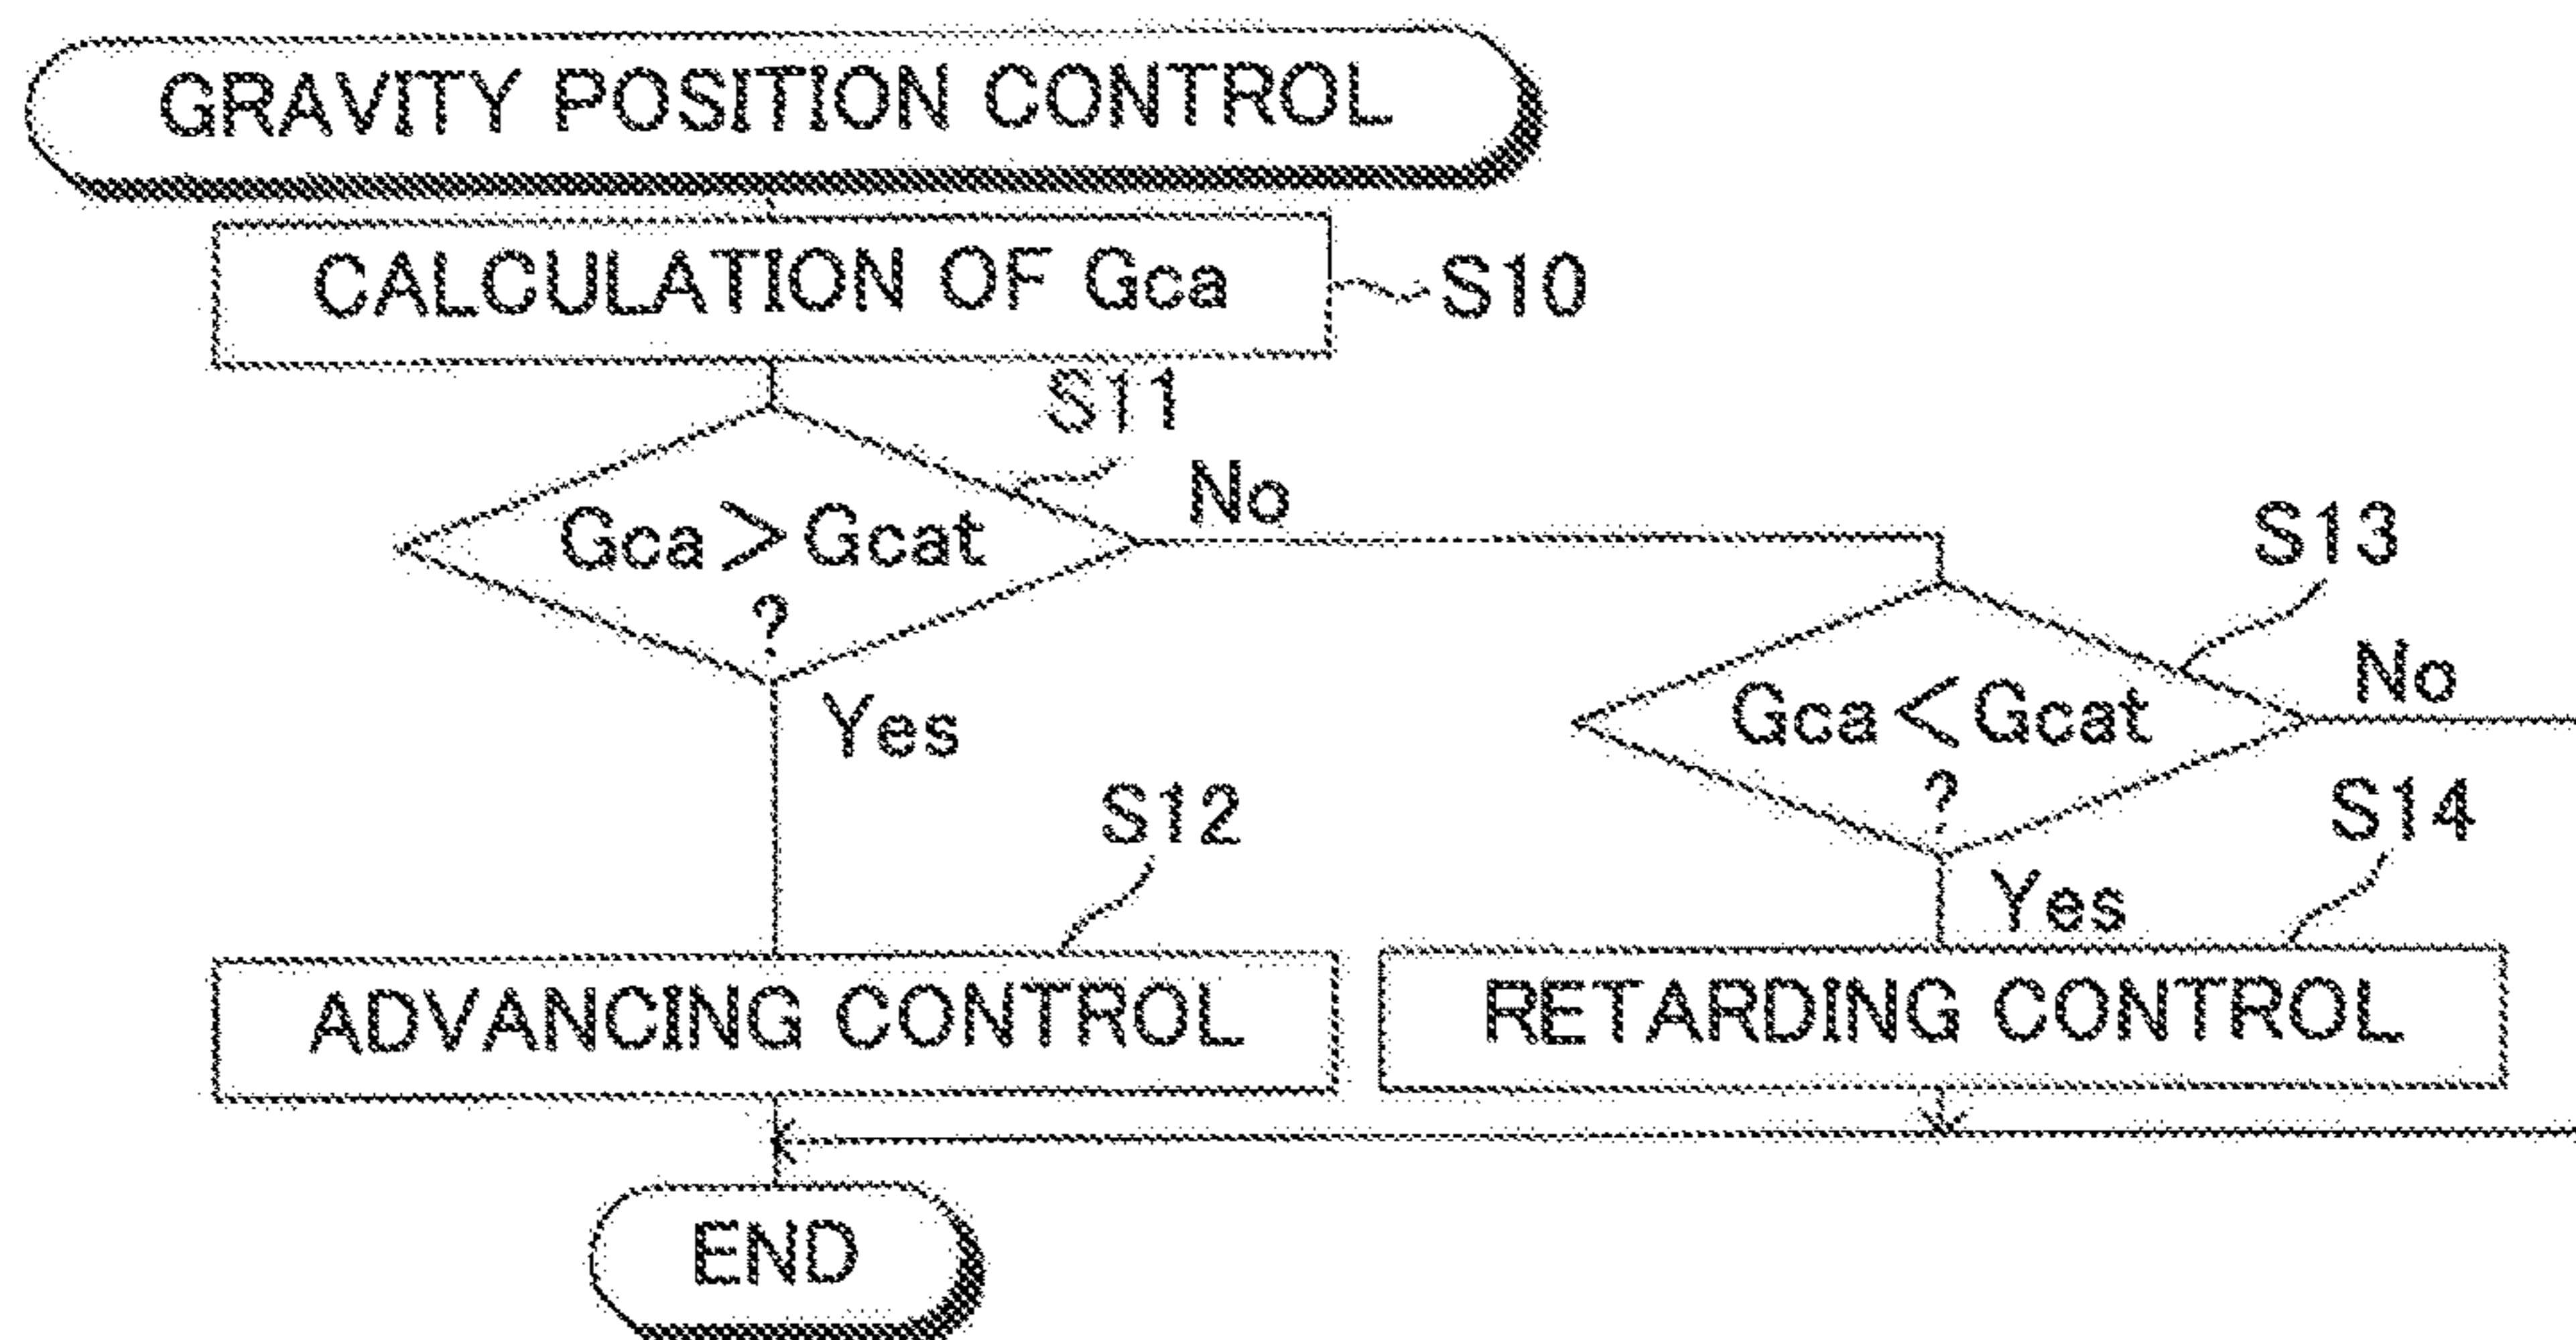 GRAVITY POSITION CONTROL
CALCULATION OF Gca
S10
S11
Gca>Gcat
?
No
Yes
S13
Gca<Gcat
?
No
Yes
S12
ADVANCING CONTROL
S14
RETARDING CONTROL
END